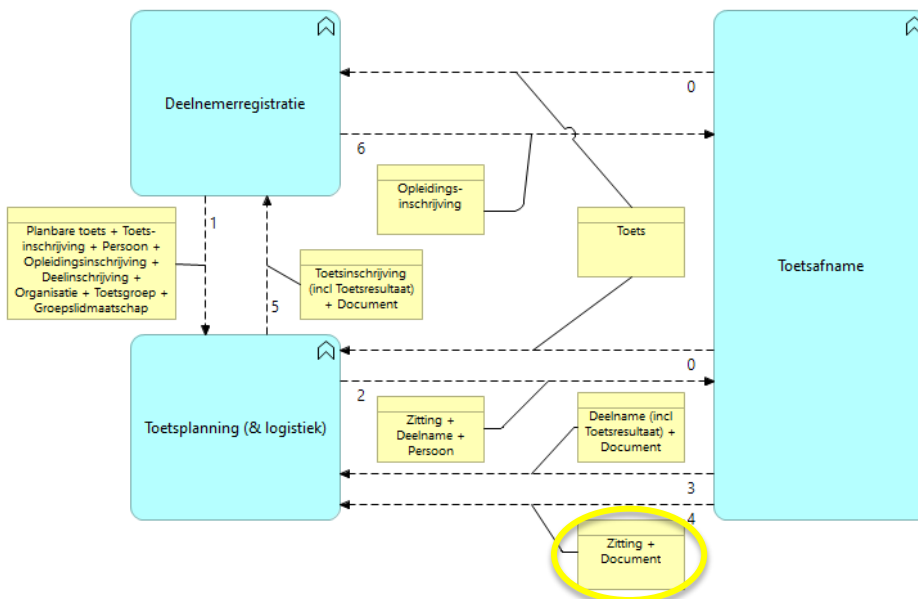 Deelnemerregistratie
0
6
Opleidings-
inschrijving
Toets
Toetsafname
1
Planbare toets + Toets-
inschrijving + Persoon +
Opleidingsinschrijving +
Deelinschrijving +
Organisatie + Toetsgroep +
Groepslidmaatschap
Toetsinschrijving
(incl Toetsresultaat)
+ Document
5
0
Toetsplanning (& logistiek)
2
Zitting +
Deelname +
Persoon
Deelname (incl
Toetsresultaat) +
Document
3
4
Zitting +
Document